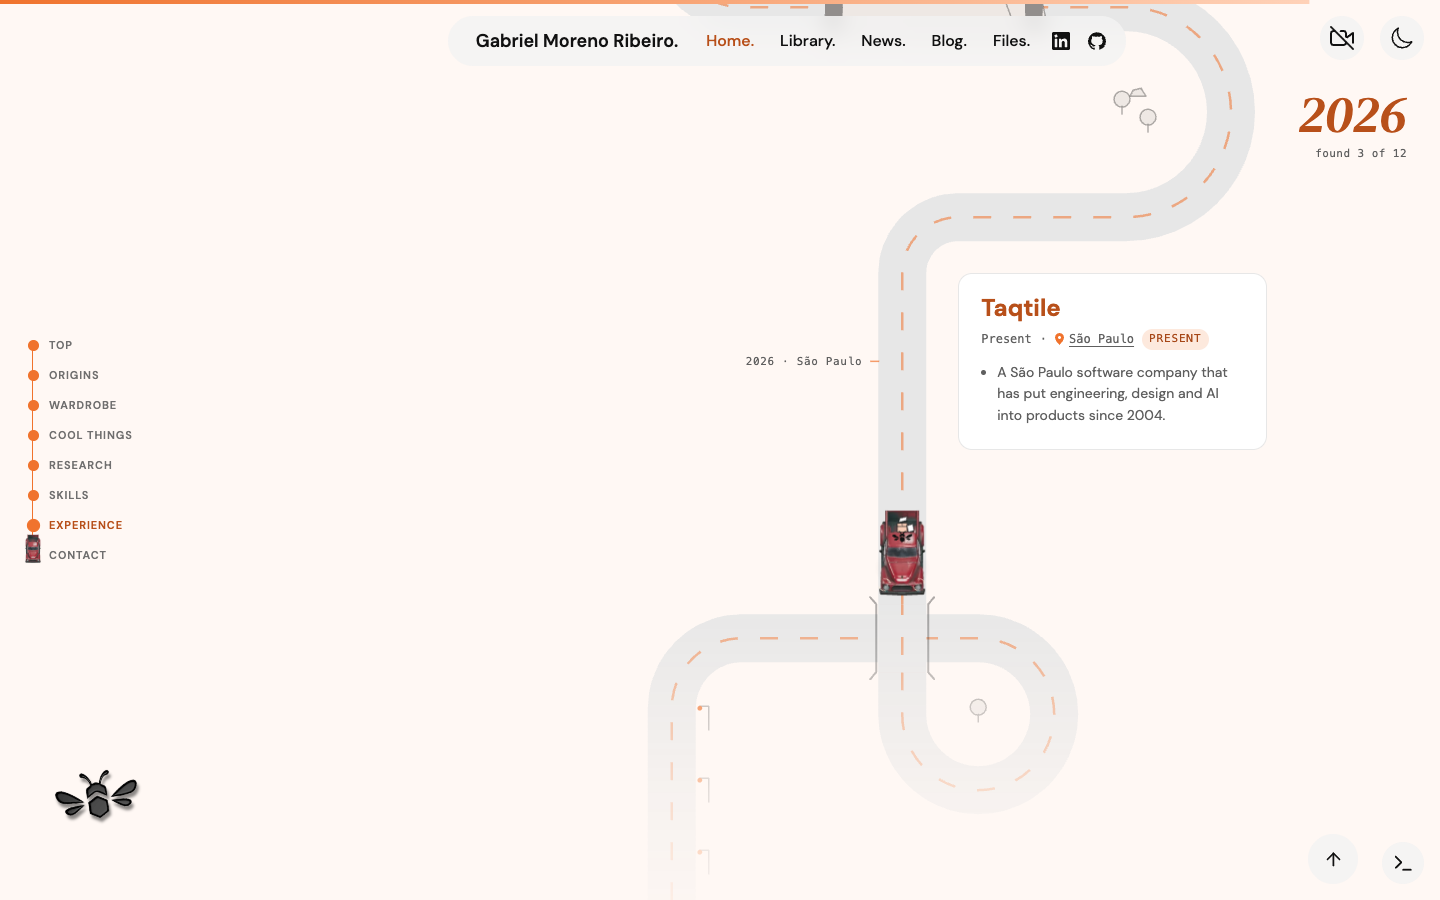 Gabriel Moreno Ribeiro. Home. Library. News. Blog. Files.
2026
found 3 of 12
Taqtile
Present · São Paulo PRESENT
2026 · São Paulo
A São Paulo software company that
has put engineering, design and AI
into products since 2004.
TOP
ORIGINS
WARDROBE
COOL THINGS
RESEARCH
SKILLS
EXPERIENCE
CONTACT